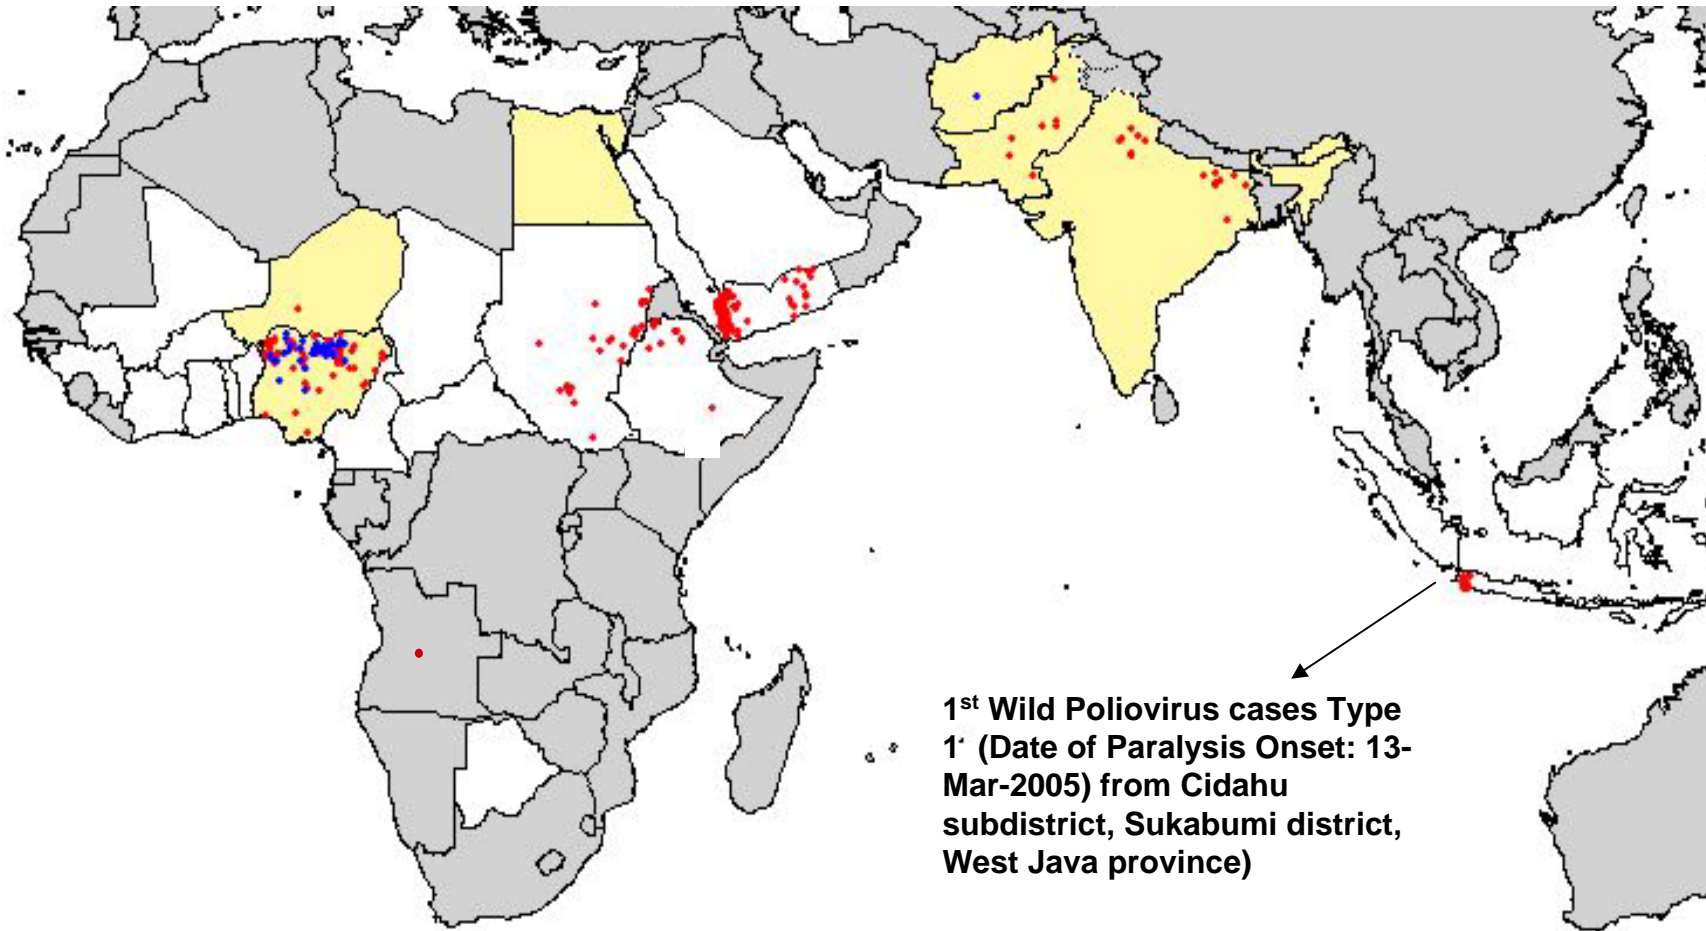 1st Wild Poliovirus cases Type
1 (Date of Paralysis Onset: 13-
Mar-2005) from Cidahu
subdistrict, Sukabumi district,
West Java province)